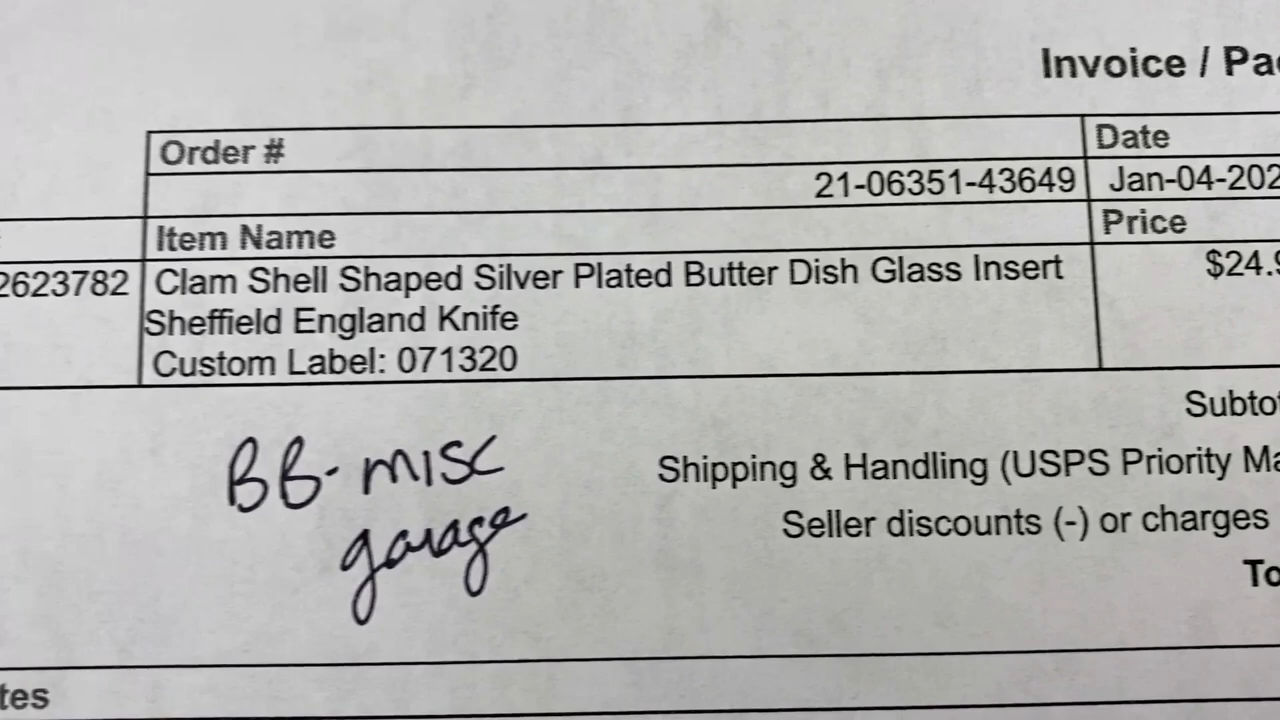 Invoice / Pa
Order #
Date
21-06351-43649
Jan-04-202
Item Name
Price
2623782
Clam Shell Shaped Silver Plated Butter Dish Glass Insert
$24.9
Sheffield England Knife
Custom Label: 071320
Subto
BB-misc
Shipping & Handling (USPS Priority Ma
garage
Seller discounts (-) or charges
To
tes